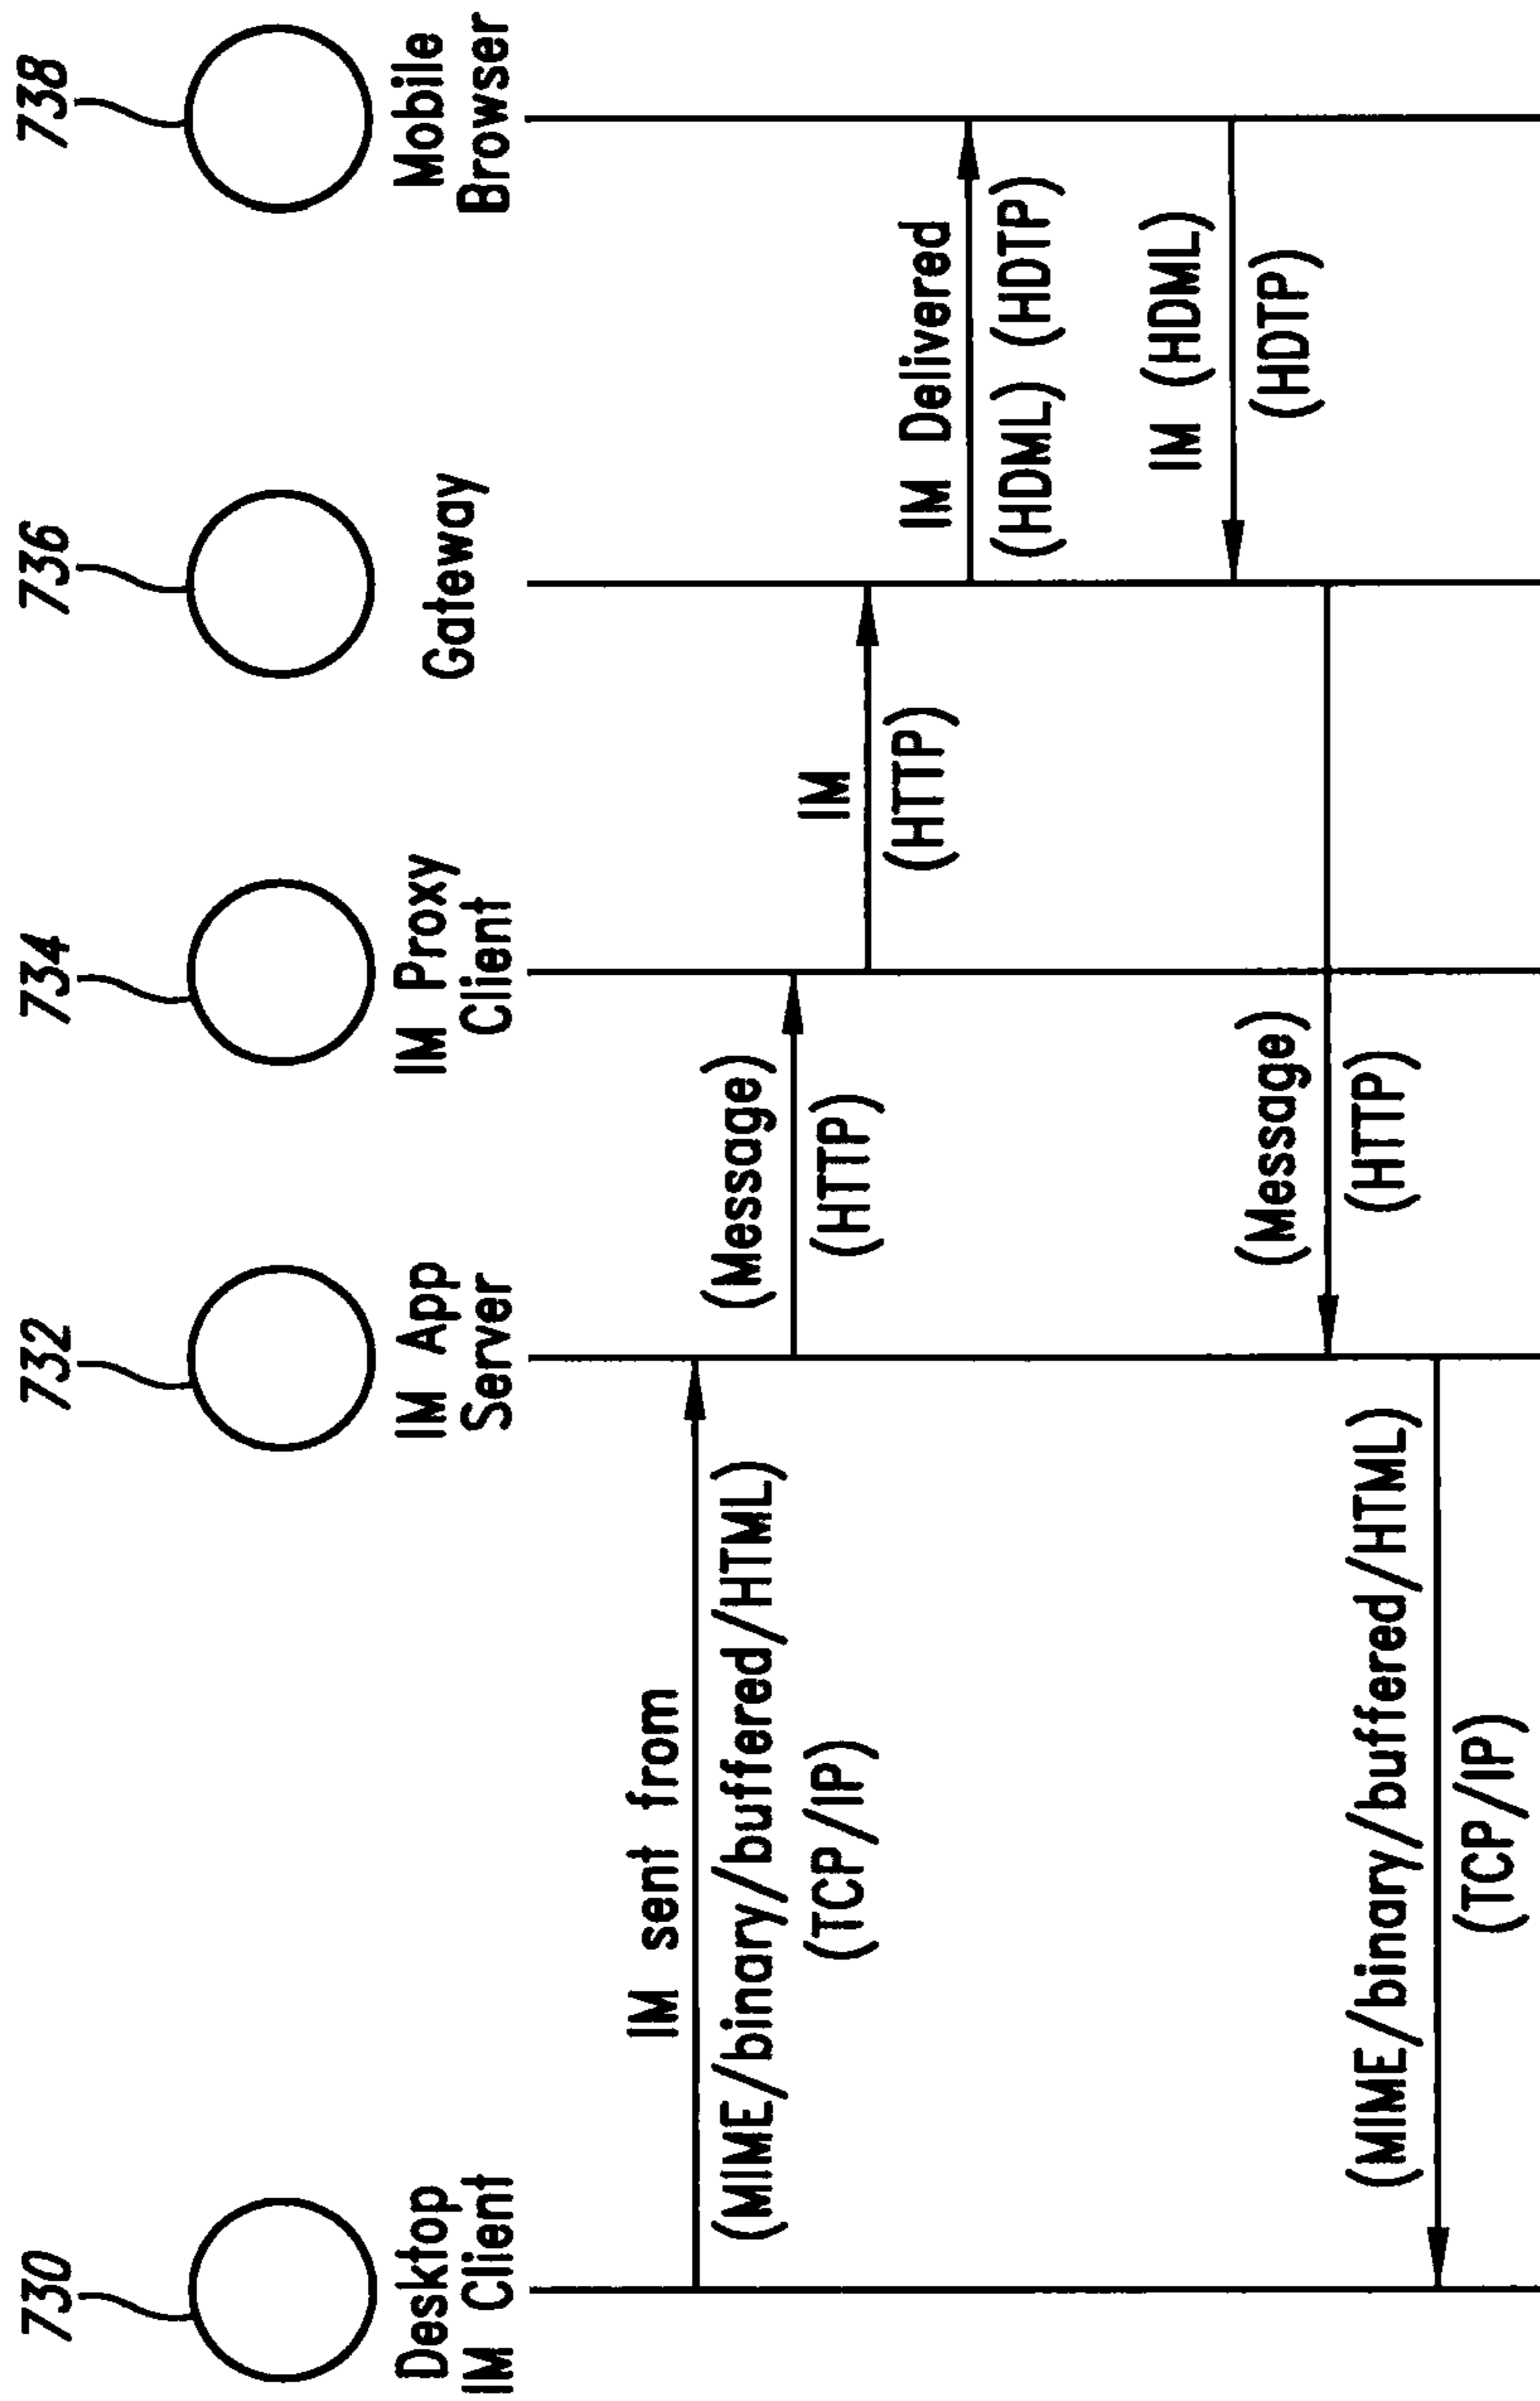 730
732
734
736
738
Desktop
IM Client
IM App
Server
IM Proxy
Client
Gateway
Mobile
Browser
IM sent from
(MIME/binary/buffered/HTML)
(TCP/IP)
(Message)
(HTTP)
IM
(HTTP)
IM Delivered
(HDML) (HDTP)
IM (HDML)
(HDTP)
(Message)
(HTTP)
(MIME/binary/buffered/HTML)
(TCP/IP)